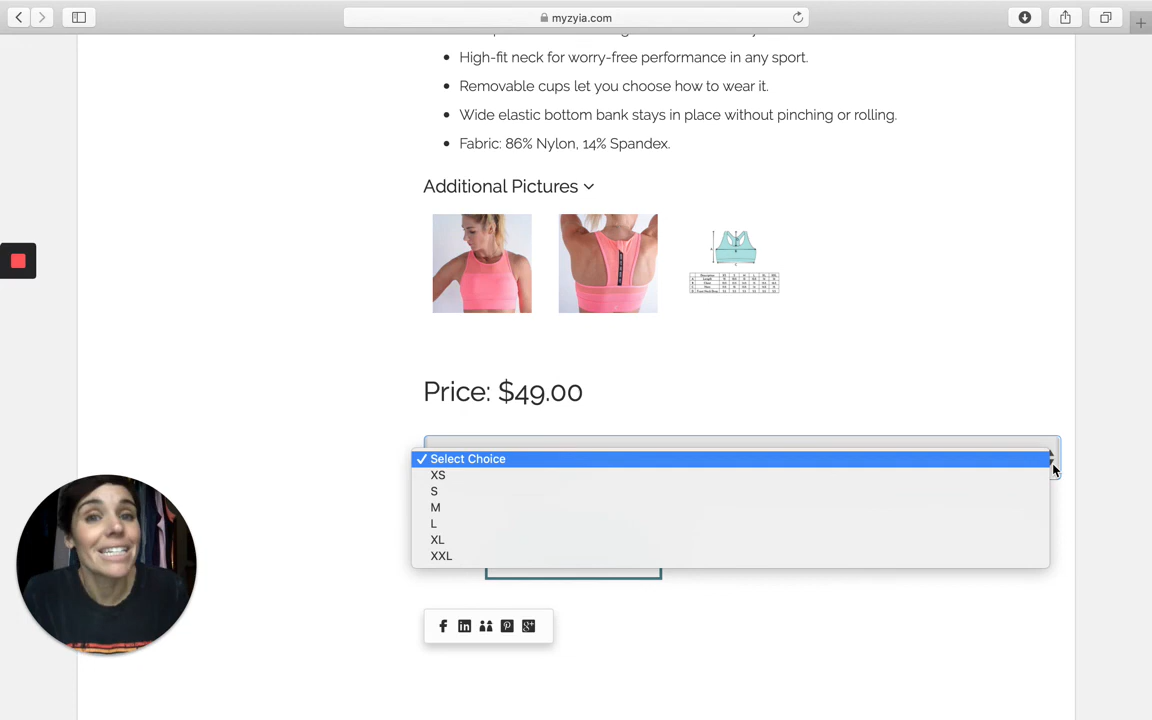 myzyia.com
High-fit neck for worry-free performance in any sport.
Removable cups let you choose how to wear it.
Wide elastic bottom bank stays in place without pinching or rolling.
Fabric: 86% Nylon, 14% Spandex.
Additional Pictures
Price: $49.00
Select Choice
XS
S
M
L
XL
XXL